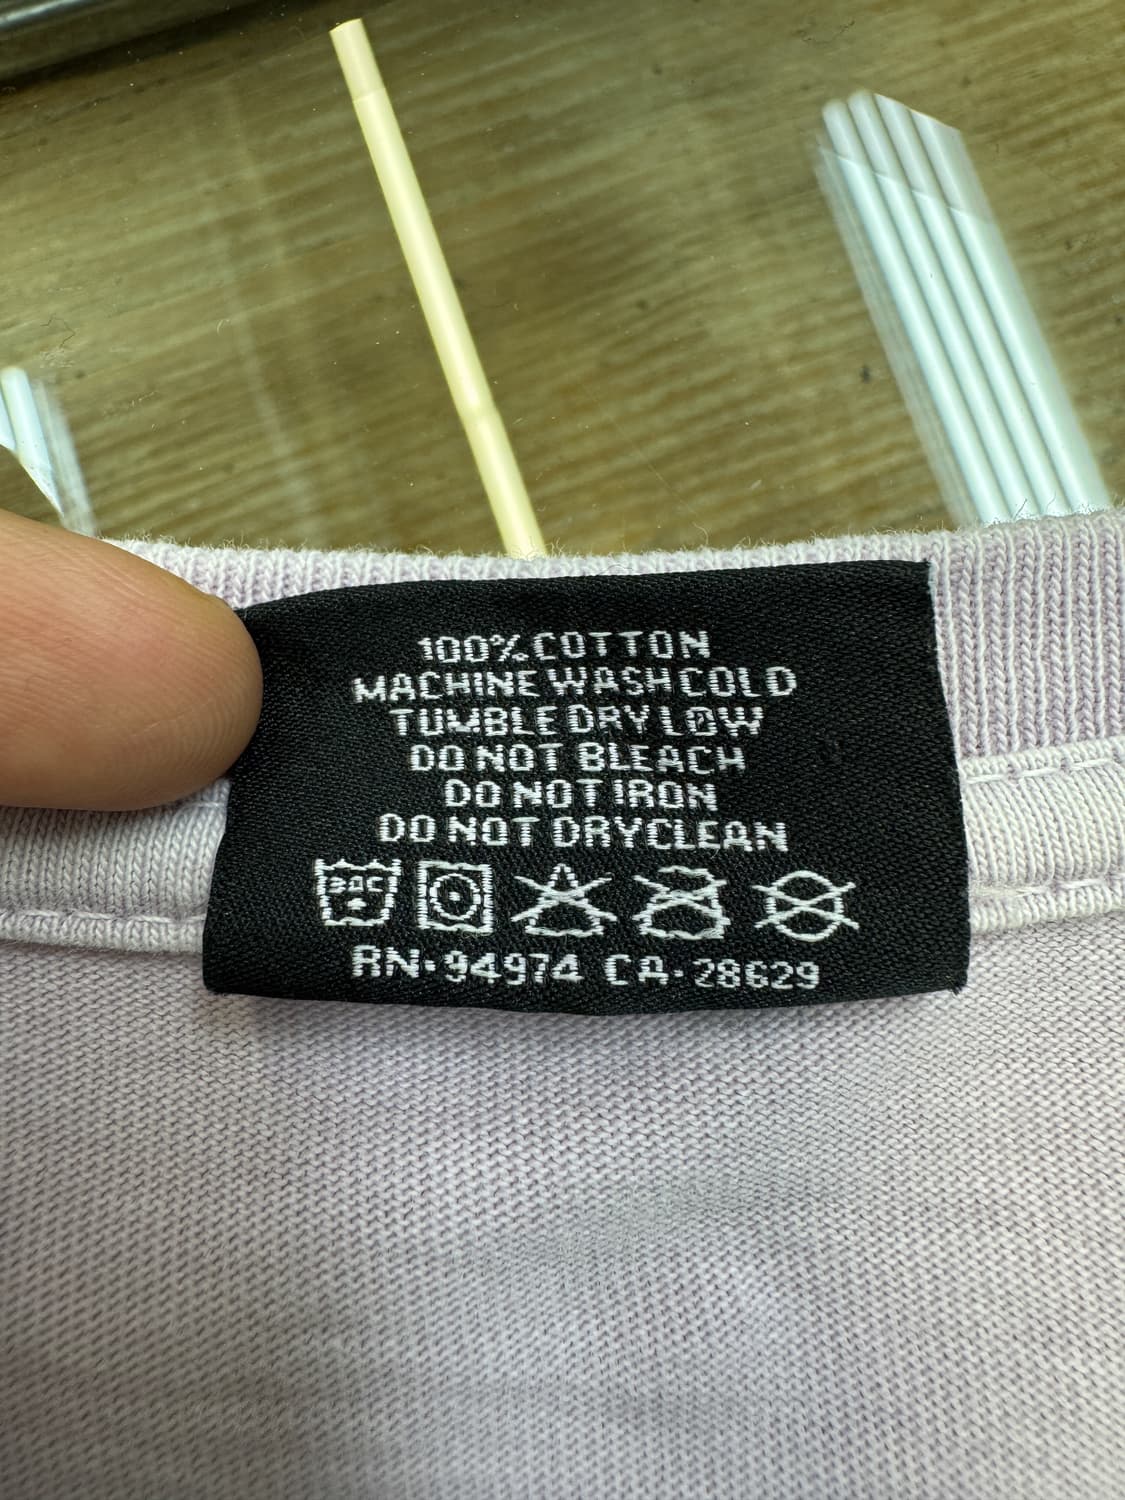 100% COTTON
MACHINE WASH COLD
TUMBLE DRY LOW
DO NOT BLEACH
DO NOT IRON
DO NOT DRYCLEAN
RN·94974 CA·28629